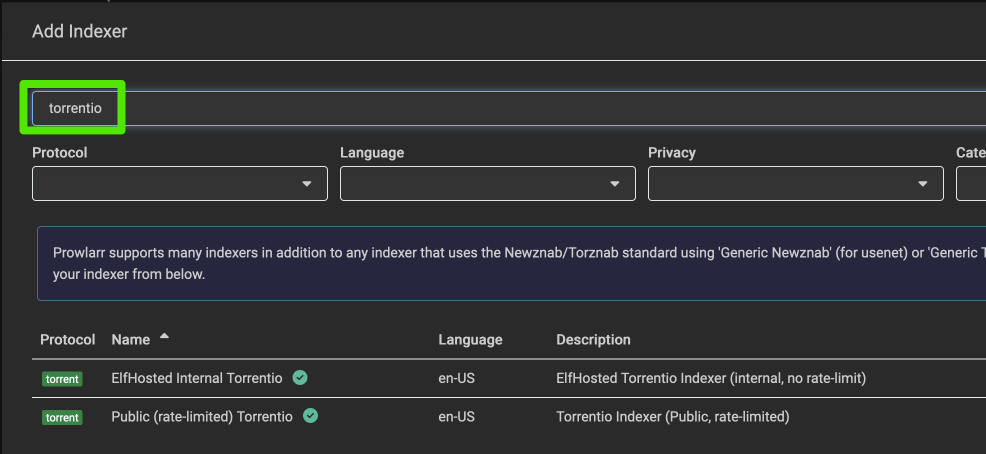 Add Indexer
torrentio
Protocol Language Privacy Cate
Prowlarr supports many indexers in addition to any indexer that uses the Newznab/Torznab standard using 'Generic Newznab' (for usenet) or 'Generic T
your indexer from below.
Protocol Name Language Description
torrent ElfHosted Internal Torrentio en-US ElfHosted Torrentio Indexer (internal, no rate-limit)
torrent Public (rate-limited) Torrentio en-US Torrentio Indexer (Public, rate-limited)